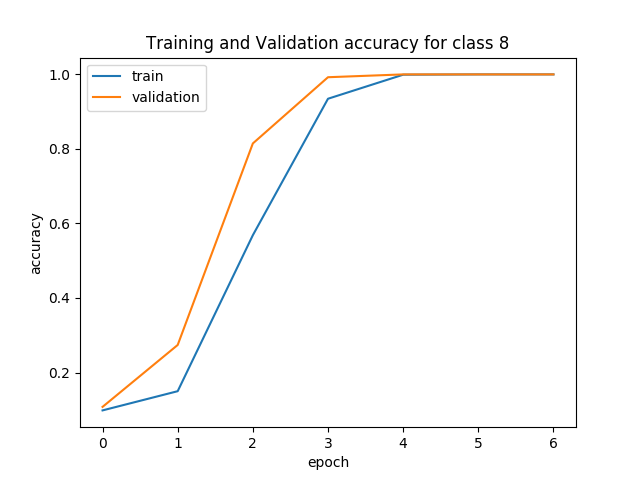 Training and Validation accuracy for class 8
train
validation
1.0
0.8
0.6
0.4
0.2
accuracy
0 1 2 3 4 5 6
epoch